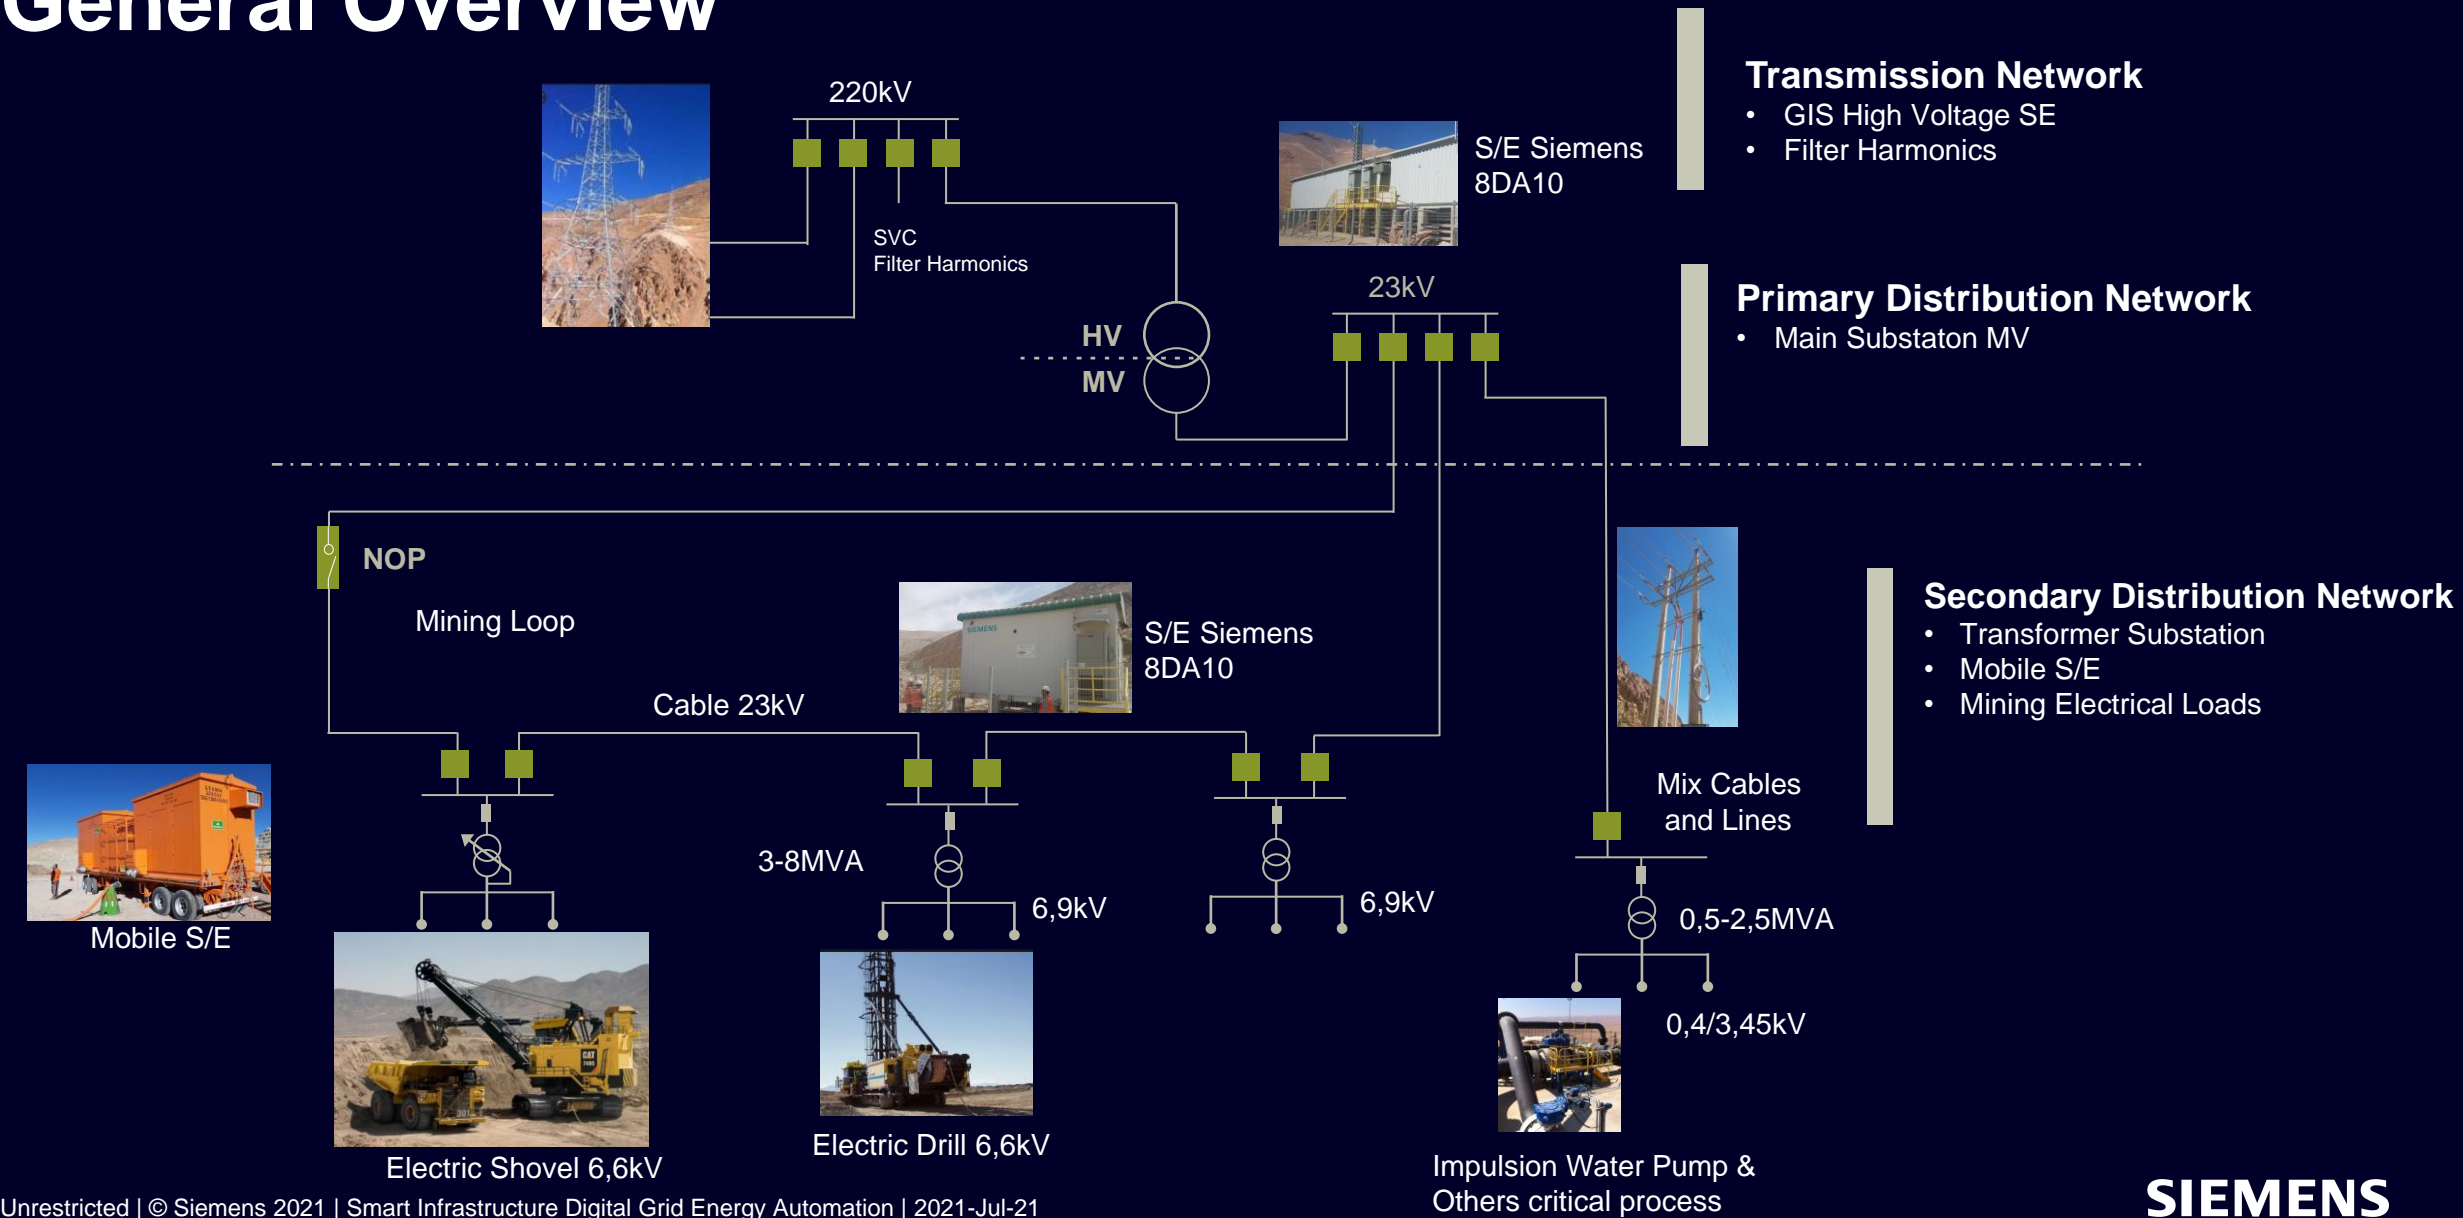 General Overview
220kV
SVC
Filter Harmonics
S/E Siemens
8DA10
Transmission Network
• GIS High Voltage SE
• Filter Harmonics
HV
MV
23kV
Primary Distribution Network
• Main Substaton MV
NOP
Mining Loop
Cable 23kV
SIEMENS
S/E Siemens
8DA10
Secondary Distribution Network
• Transformer Substation
• Mobile S/E
• Mining Electrical Loads
Mix Cables
and Lines
Mobile S/E
3-8MVA
6,9kV
6,9kV
0,5-2,5MVA
0,4/3,45kV
CAT
301
Electric Shovel 6,6kV
Electric Drill 6,6kV
Impulsion Water Pump &
Others critical process
Unrestricted | © Siemens 2021 | Smart Infrastructure Digital Grid Energy Automation | 2021-Jul-21
SIEMENS